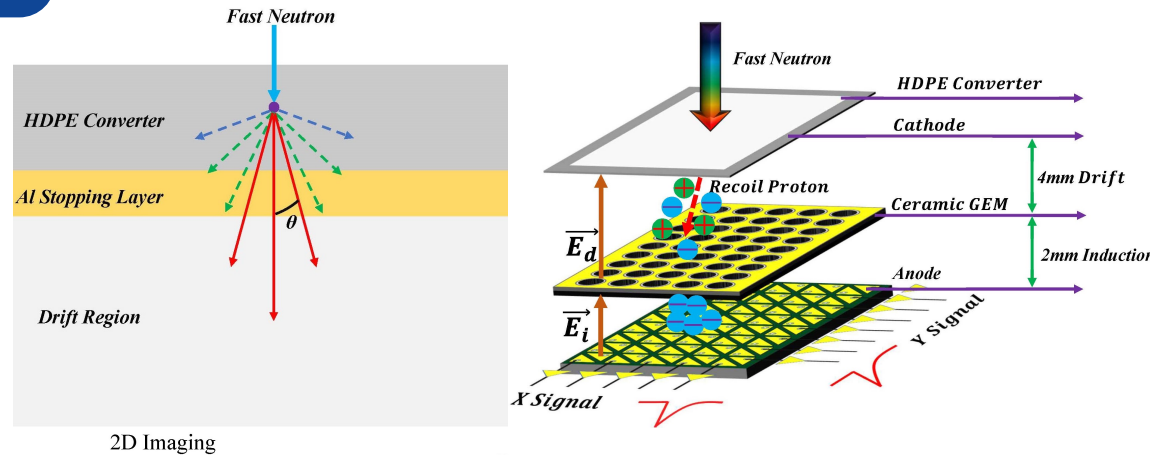 Fast Neutron
HDPE Converter
Al Stopping Layer
θ
Drift Region
2D Imaging
Fast Neutron
HDPE Converter
Cathode
4mm Drift
Recoil Proton
Ceramic GEM
E_d
2mm Induction
Anode
E_i
X Signal
Y Signal